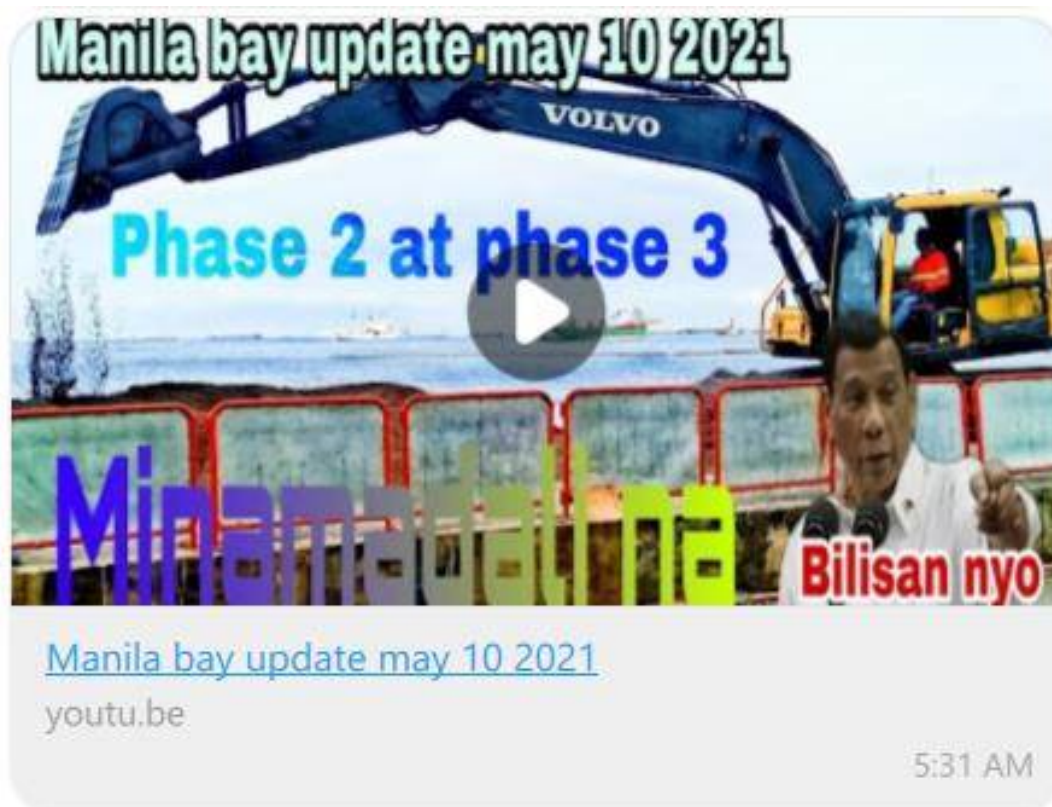 Manila bay update may 10 2021
VOLVO
Phase 2 at phase 3
Minamadali na
Bilisan nyo
Manila bay update may 10 2021
youtu.be
5:31 AM